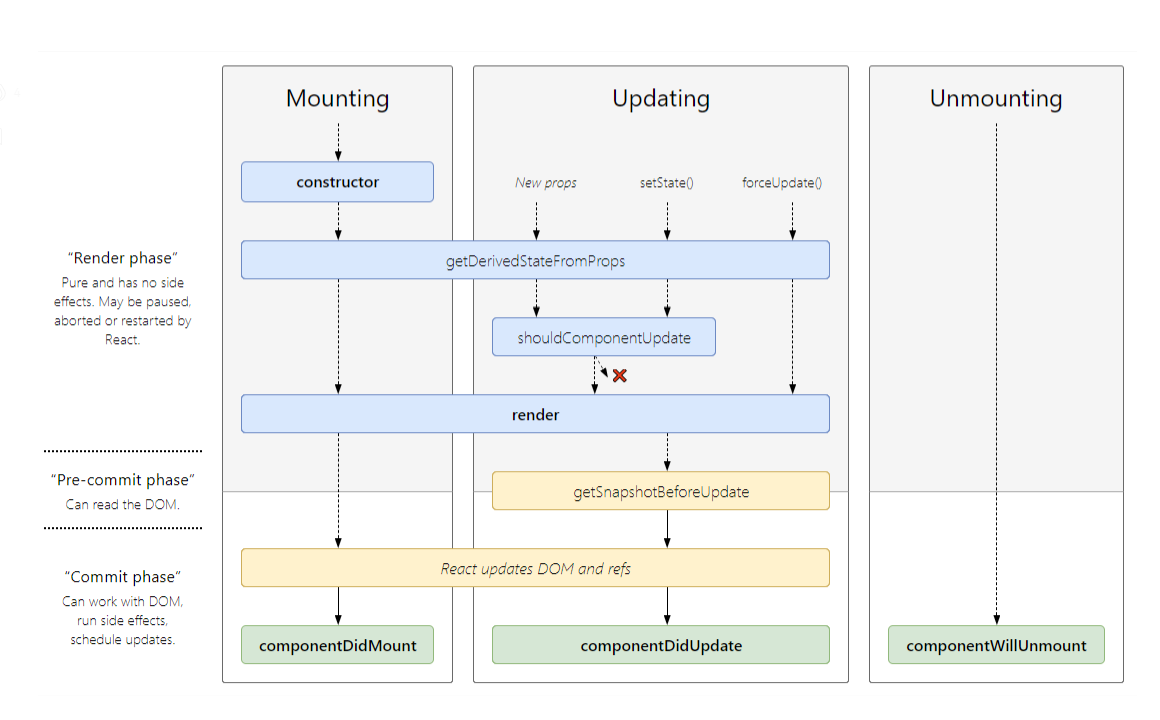 Mounting
Updating
Unmounting
constructor
New props
setState()
forceUpdate()
"Render phase"
Pure and has no side
effects. May be paused,
aborted or restarted by
React.
getDerivedStateFromProps
shouldComponentUpdate
render
"Pre-commit phase"
Can read the DOM.
getSnapshotBeforeUpdate
"Commit phase"
Can work with DOM,
run side effects,
schedule updates.
React updates DOM and refs
componentDidMount
componentDidUpdate
componentWillUnmount